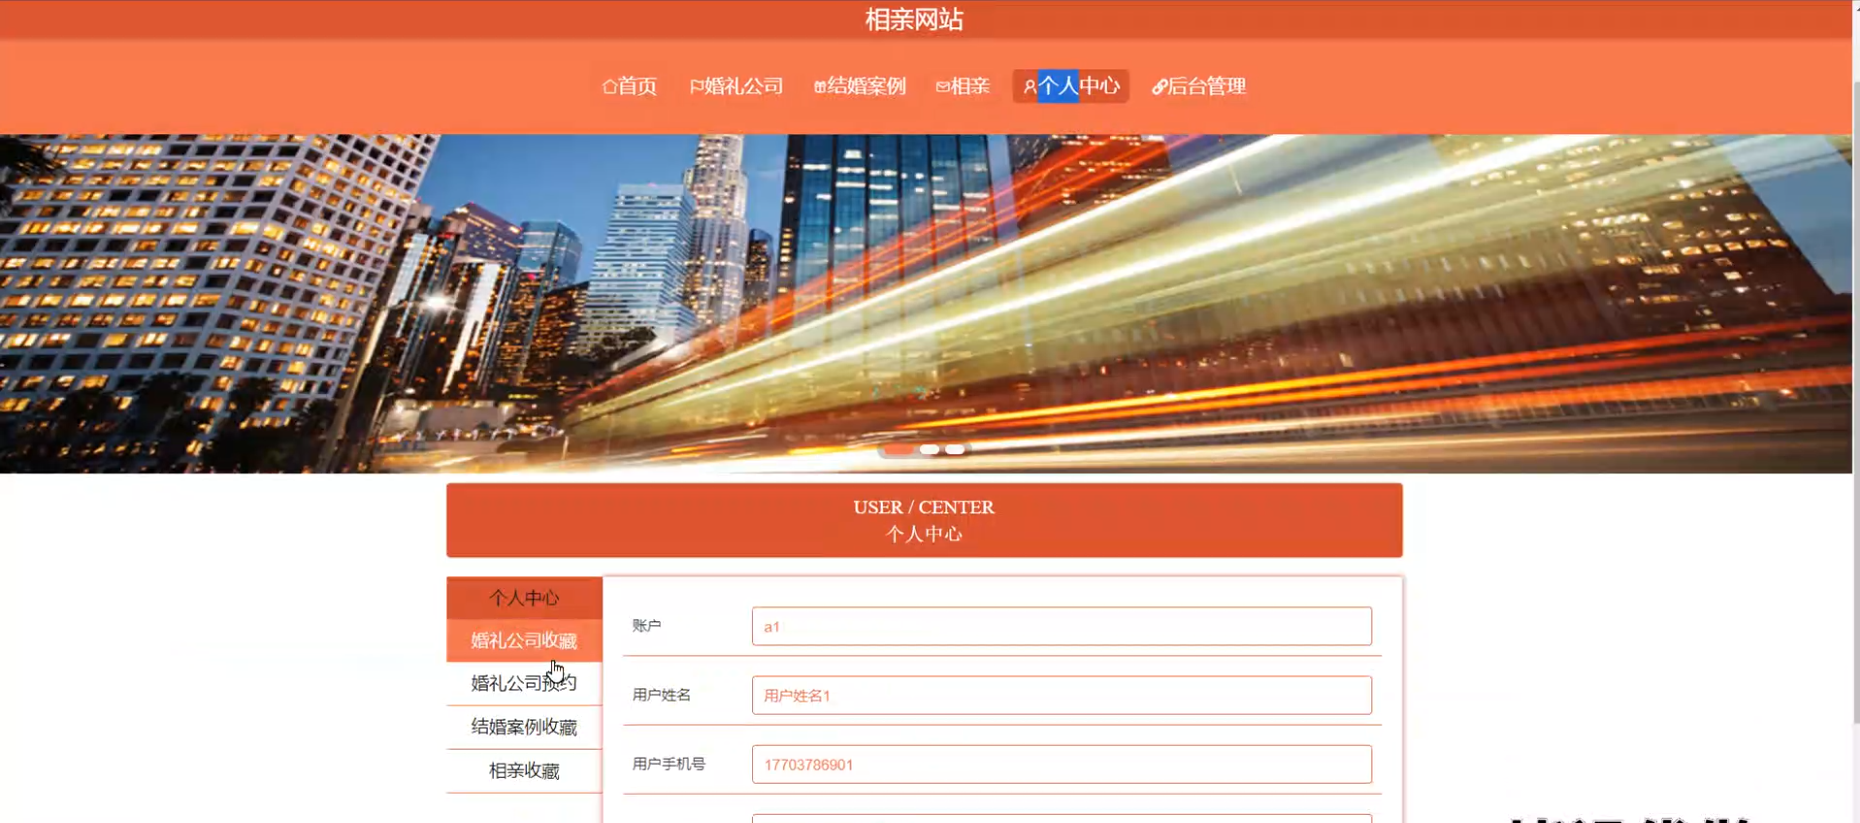 相亲网站
首页 婚礼公司 结婚案例 相亲 个人中心 后台管理
USER / CENTER
个人中心
个人中心
婚礼公司收藏
婚礼公司预约
结婚案例收藏
相亲收藏
账户 a1
用户姓名 用户姓名1
用户手机号 17703786901